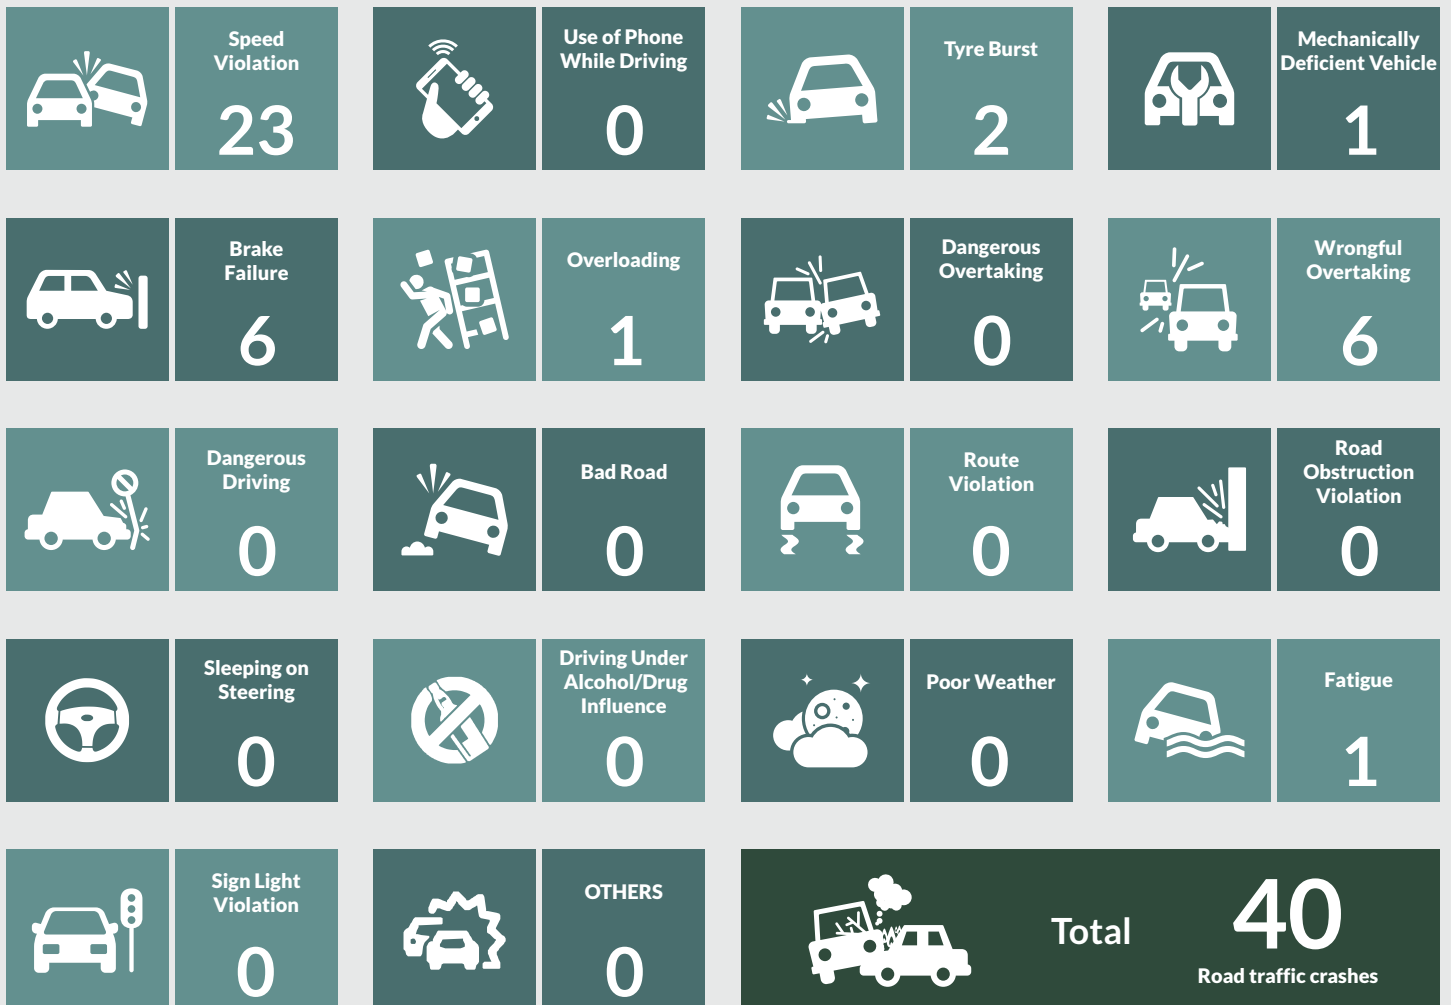 Speed
Violation
23
Use of Phone
While Driving
0
Tyre Burst
2
Mechanically
Deficient Vehicle
1
Brake
Failure
6
Overloading
1
Dangerous
Overtaking
0
Wrongful
Overtaking
6
Dangerous
Driving
0
Bad Road
0
Route
Violation
0
Road
Obstruction
Violation
0
Sleeping on
Steering
0
Driving Under
Alcohol/Drug
Influence
0
Poor Weather
0
Fatigue
1
Sign Light
Violation
0
OTHERS
0
Total
40
Road traffic crashes